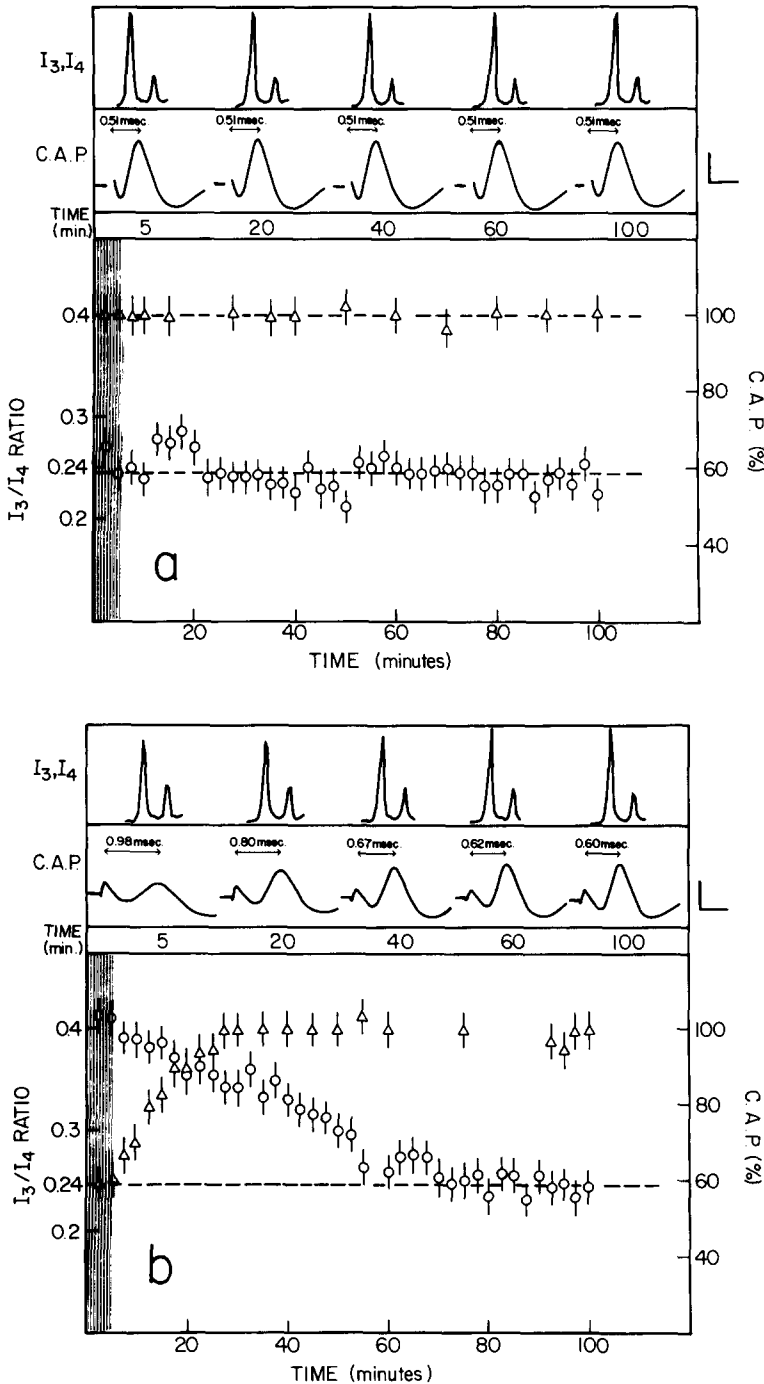 I₃,I₄
0.51msec. 0.51msec. 0.51msec. 0.51msec. 0.51msec.
C.A.P.
TIME (min.) 5 20 40 60 100
0.4
0.3
0.24
0.2
I₃/I₄ RATIO
100
80
60
40
C.A.P. (%)
a
20 40 60 80 100
TIME (minutes)
I₃,I₄
0.98msec. 0.80msec. 0.67msec. 0.62msec. 0.60msec.
C.A.P.
TIME (min.) 5 20 40 60 100
0.4
0.3
0.24
0.2
I₃/I₄ RATIO
100
80
60
40
C.A.P. (%)
b
20 40 60 80 100
TIME (minutes)